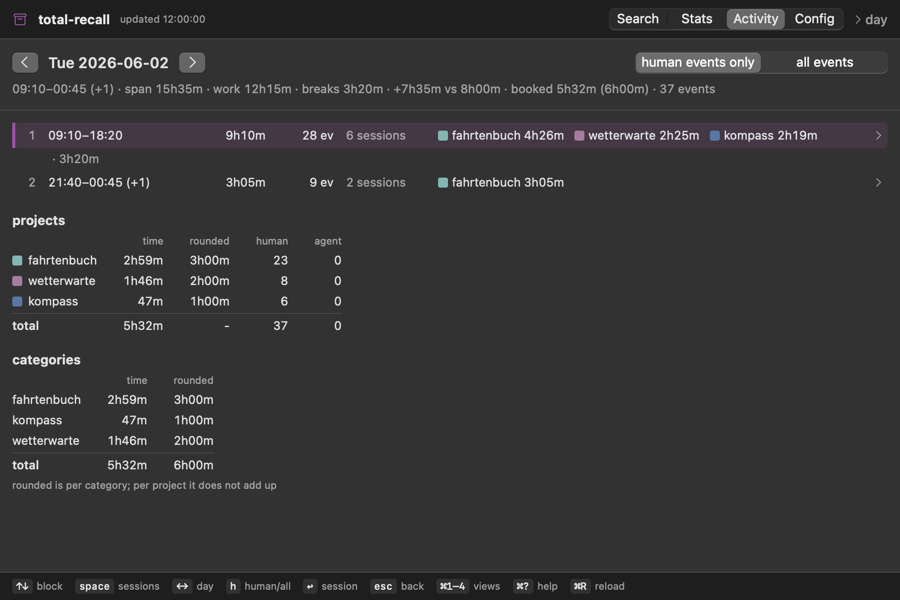 total-recall updated 12:00:00 Search Stats Activity Config > day
Tue 2026-06-02 human events only all events
09:10–00:45 (+1) · span 15h35m · work 12h15m · breaks 3h20m · +7h35m vs 8h00m · booked 5h32m (6h00m) · 37 events
1 09:10–18:20 9h10m 28 ev 6 sessions fahrtenbuch 4h26m wetterwarte 2h25m kompass 2h19m
· 3h20m
2 21:40–00:45 (+1) 3h05m 9 ev 2 sessions fahrtenbuch 3h05m
projects
time rounded human agent
fahrtenbuch 2h59m 3h00m 23 0
wetterwarte 1h46m 2h00m 8 0
kompass 47m 1h00m 6 0
total 5h32m - 37 0
categories
time rounded
fahrtenbuch 2h59m 3h00m
kompass 47m 1h00m
wetterwarte 1h46m 2h00m
total 5h32m 6h00m
rounded is per category; per project it does not add up
↑↓ block space sessions ↔ day h human/all ↩ session esc back ⌘1–4 views ⌘? help ⌘R reload